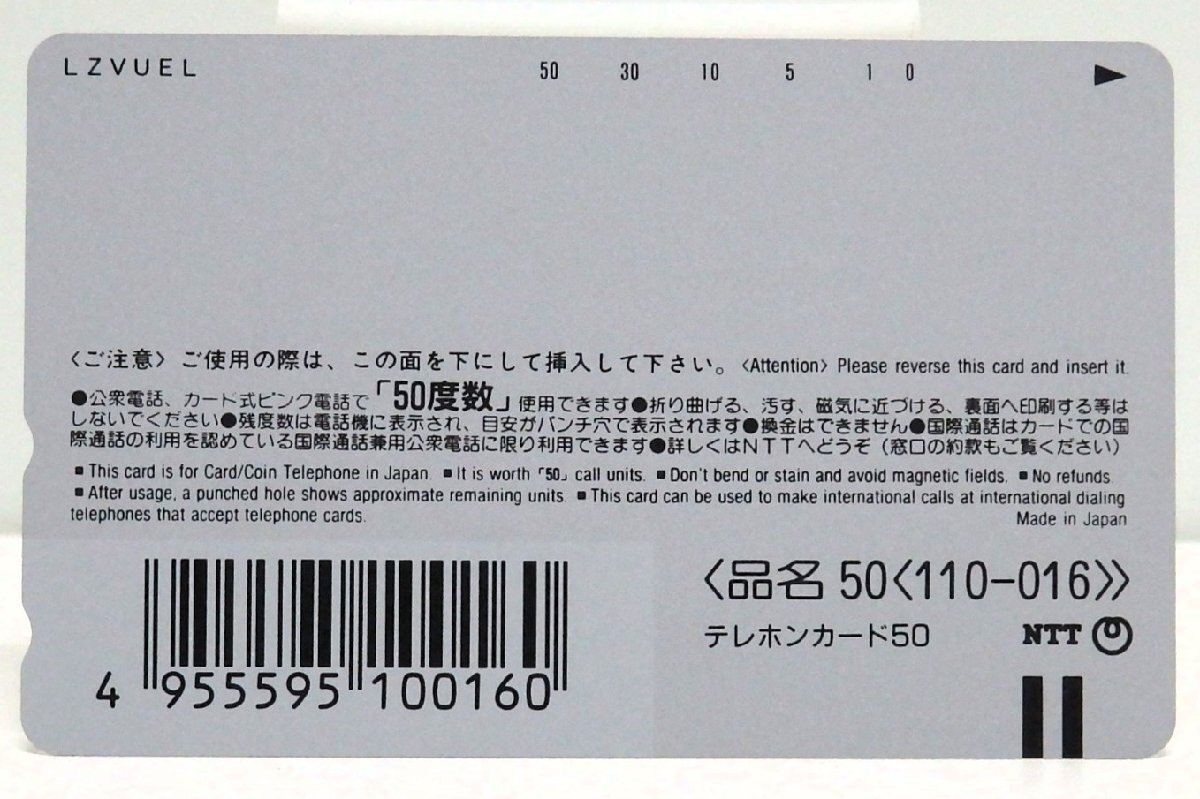 LZVUEL 50 30 10 5 1 0
〈ご注意〉ご使用の際は、この面を下にして挿入して下さい。〈Attention〉Please reverse this card and insert it.
●公衆電話、カード式ピンク電話で「50度数」使用できます●折り曲げる、汚す、磁気に近づける、裏面へ印刷する等は
しないでください●残度数は電話機に表示され、目安がパンチ穴で表示されます●換金はできません●国際通話はカードでの国
際通話の利用を認めている国際通話兼用公衆電話に限り利用できます●詳しくはNTTへどうぞ（窓口の約款もご覧ください）
■This card is for Card/Coin Telephone in Japan. ■It is worth「50」call units. ■Don't bend or stain and avoid magnetic fields. ■No refunds.
■After usage, a punched hole shows approximate remaining units. ■This card can be used to make international calls at international dialing
telephones that accept telephone cards.
Made in Japan
〈品名 50〈110-016〉〉
テレホンカード50 NTT
4 955595 100160